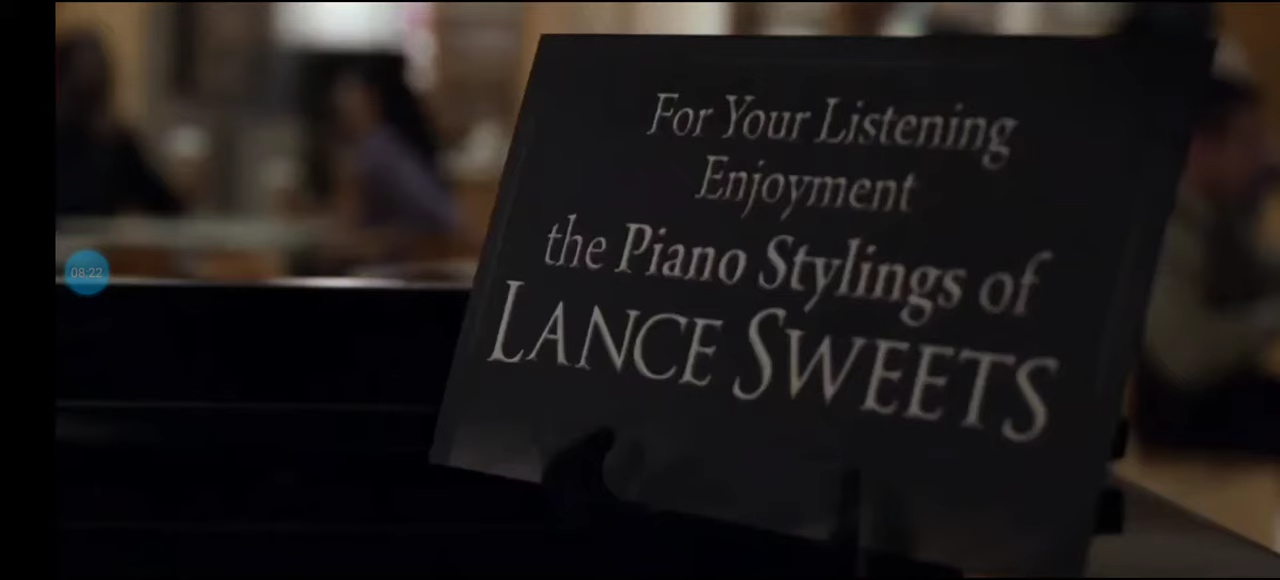 08:22
For Your Listening
Enjoyment
the Piano Stylings of
LANCE SWEETS